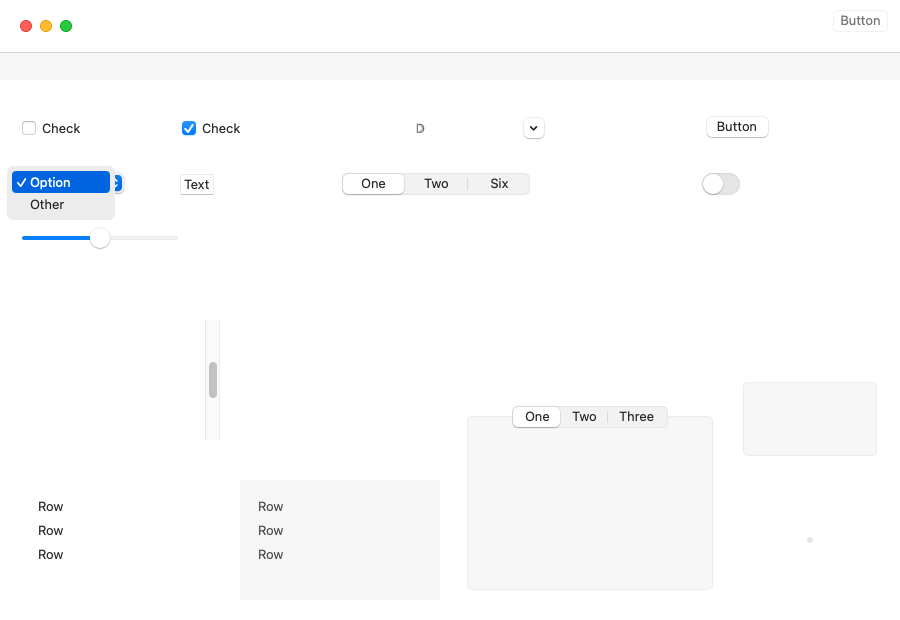 Button
Check
Check
D
Button
Option
Other
Text
One Two Six
One Two Three
Row
Row
Row
Row
Row
Row